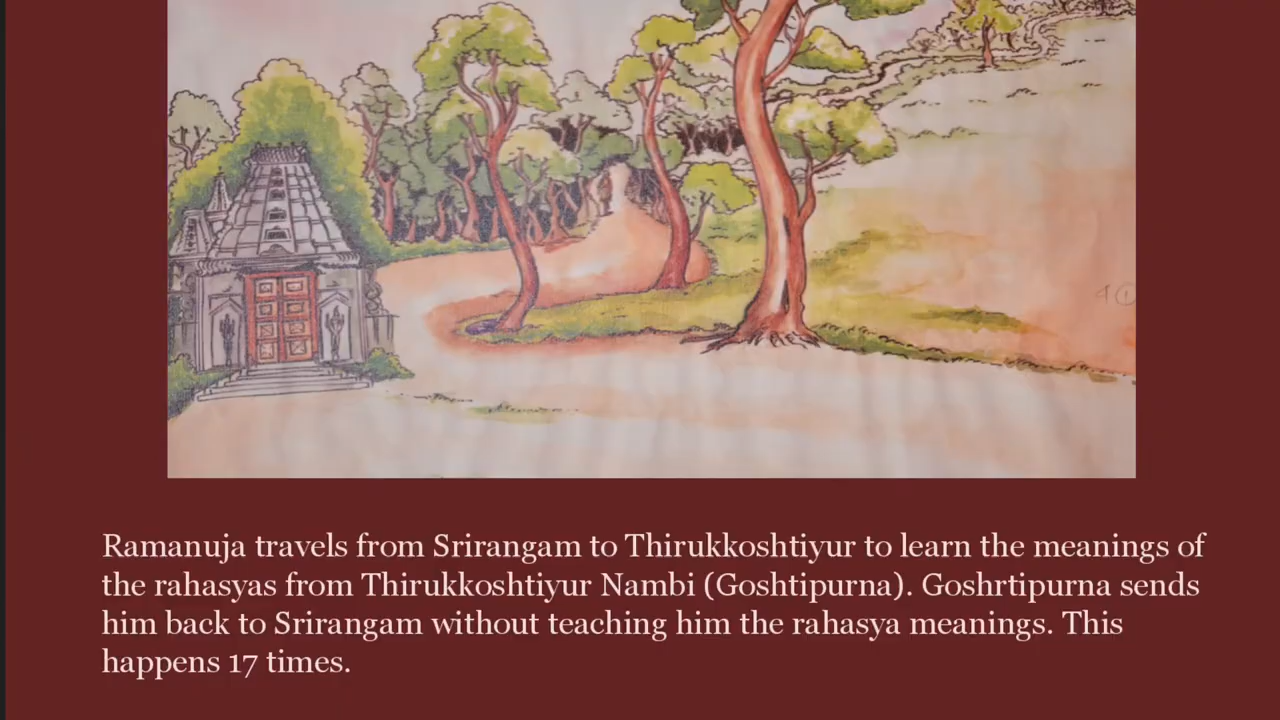 Ramanuja travels from Srirangam to Thirukkoshtiyur to learn the meanings of
the rahasyas from Thirukkoshtiyur Nambi (Goshtipurna). Goshrtipurna sends
him back to Srirangam without teaching him the rahasya meanings. This
happens 17 times.